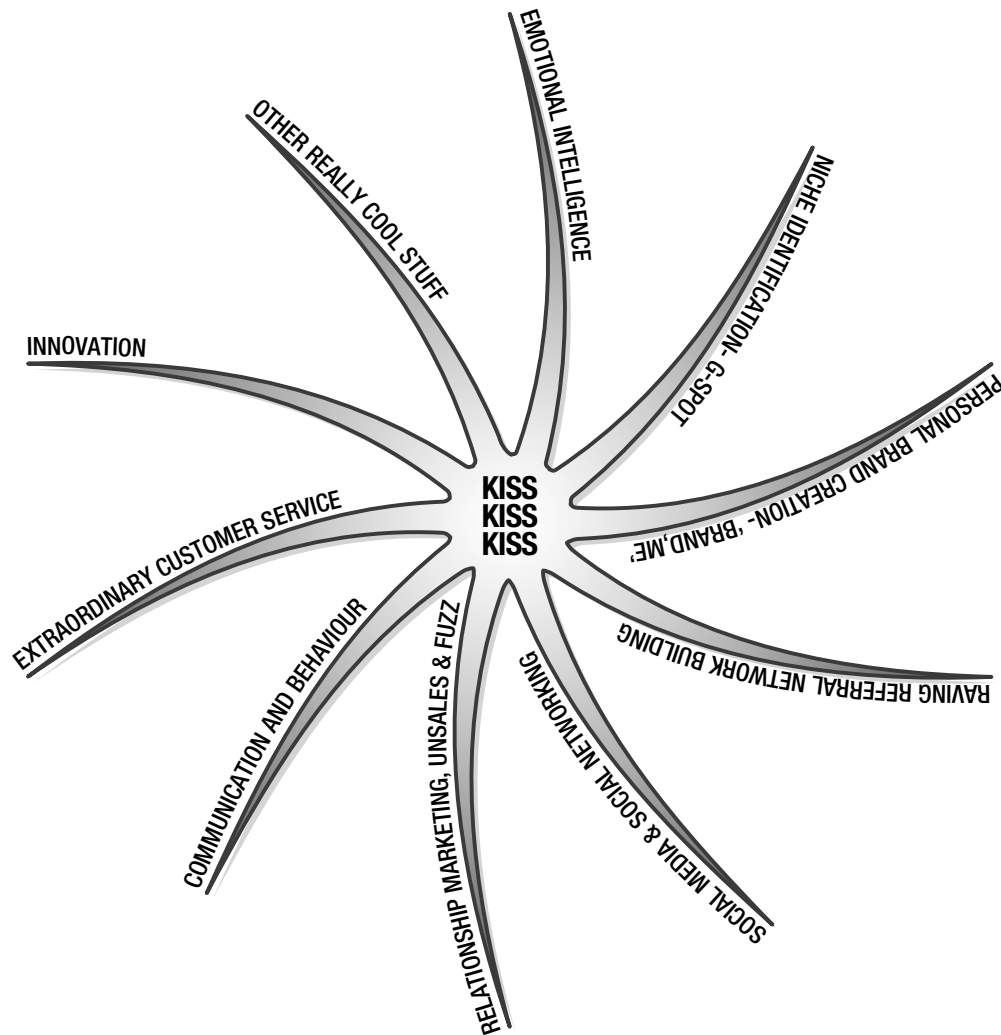 EMOTIONAL INTELLIGENCE
NICHE IDENTIFICATION- G-SPOT
PERSONAL BRAND CREATION- ‘BRAND,ME’
RAVING REFERRAL NETWORK BUILDING
SOCIAL MEDIA & SOCIAL NETWORKING
RELATIONSHIP MARKETING, UNSALES & FUZZ
COMMUNICATION AND BEHAVIOUR
EXTRAORDINARY CUSTOMER SERVICE
INNOVATION
OTHER REALLY COOL STUFF
KISS
KISS
KISS